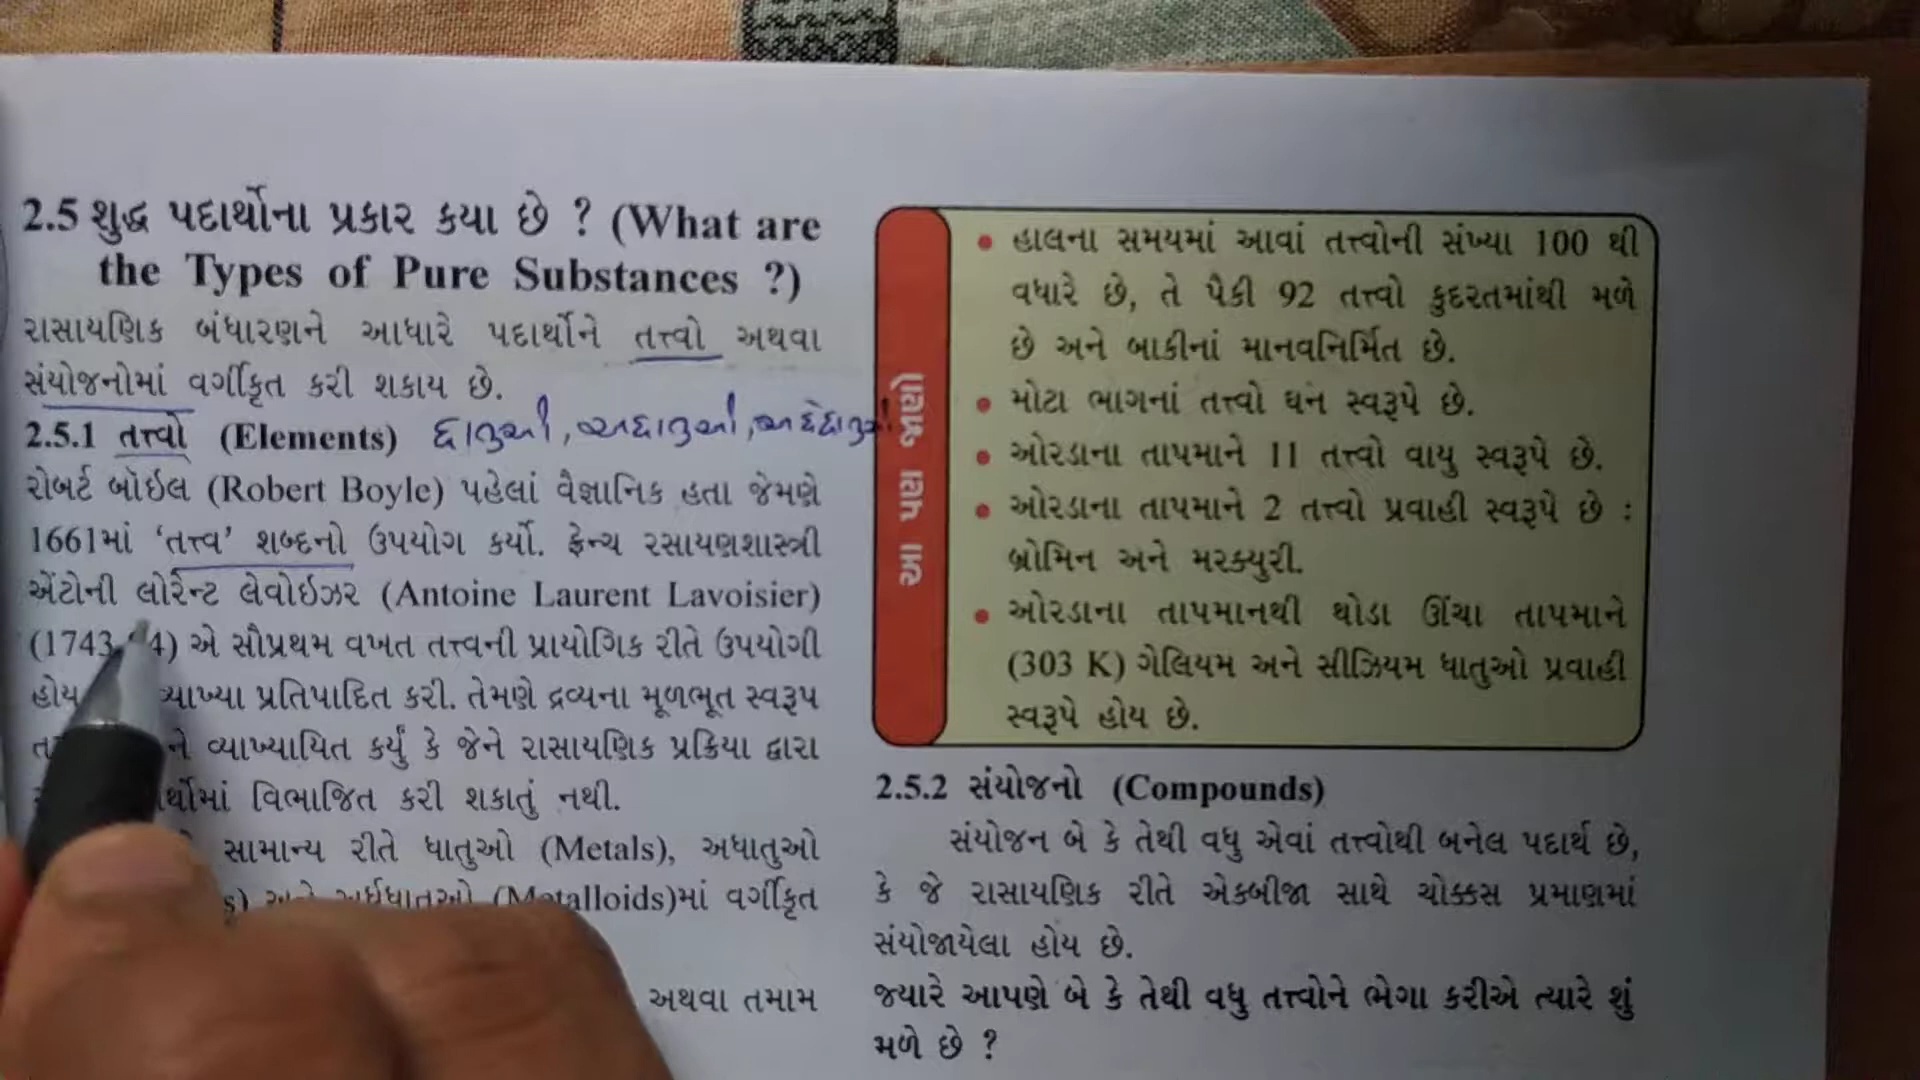 2.5 શુદ્ધ પદાર્થોના પ્રકાર કયા છે ? (What are
the Types of Pure Substances ?)
રાસાયણિક બંધારણને આધારે પદાર્થોને તત્ત્વો અથવા
સંયોજનોમાં વર્ગીકૃત કરી શકાય છે.
2.5.1 તત્ત્વો (Elements) ધાતુઓ, અધાતુઓ,
રોબર્ટ બૉઇલ (Robert Boyle) પહેલાં વૈજ્ઞાનિક હતા જેમણે
1661માં ‘તત્ત્વ’ શબ્દનો ઉપયોગ કર્યો. ફ્રેન્ચ રસાયણશાસ્ત્રી
ઍંટોની લોરેન્ટ લેવોઇઝર (Antoine Laurent Lavoisier)
એ સૌપ્રથમ વખત તત્ત્વની પ્રાયોગિક રીતે ઉપયોગી
પ્રતિપાદિત કરી. તેમણે દ્રવ્યના મૂળભૂત સ્વરૂપ
વ્યાખ્યાયિત કર્યું કે જેને રાસાયણિક પ્રક્રિયા દ્વારા
વિભાજિત કરી શકાતું નથી.
સામાન્ય રીતે ધાતુઓ (Metals), અધાતુઓ
(Metalloids)માં વર્ગીકૃત
અથવા તમામ
આ પણ જાણો
• હાલના સમયમાં આવાં તત્ત્વોની સંખ્યા 100 થી
વધારે છે, તે પૈકી 92 તત્ત્વો કુદરતમાંથી મળે
છે અને બાકીનાં માનવનિર્મિત છે.
• મોટા ભાગનાં તત્ત્વો ઘન સ્વરૂપે છે.
• ઓરડાના તાપમાને 11 તત્ત્વો વાયુ સ્વરૂપે છે.
• ઓરડાના તાપમાને 2 તત્ત્વો પ્રવાહી સ્વરૂપે છે :
બ્રોમિન અને મરક્યુરી.
• ઓરડાના તાપમાનથી થોડા ઊંચા તાપમાને
(303 K) ગેલિયમ અને સીઝિયમ ધાતુઓ પ્રવાહી
સ્વરૂપે હોય છે.
2.5.2 સંયોજનો (Compounds)
સંયોજન બે કે તેથી વધુ એવાં તત્ત્વોથી બનેલ પદાર્થ છે,
કે જે રાસાયણિક રીતે એકબીજા સાથે ચોક્કસ પ્રમાણમાં
સંયોજાયેલા હોય છે.
જ્યારે આપણે બે કે તેથી વધુ તત્ત્વોને ભેગા કરીએ ત્યારે શું
મળે છે ?